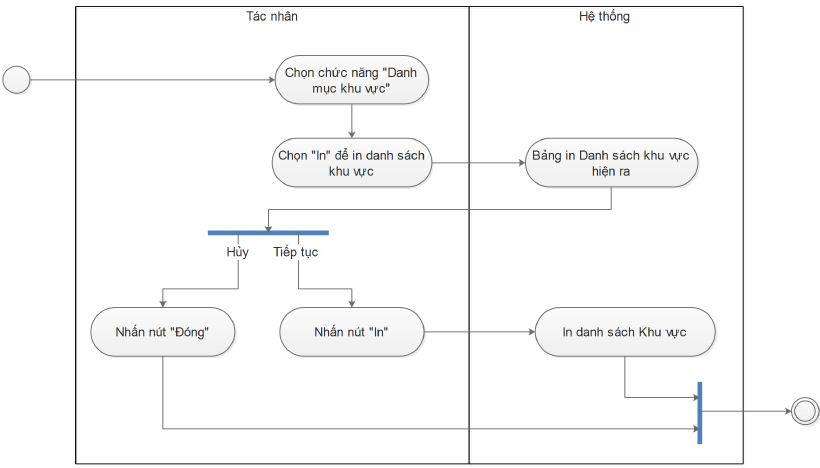 Tác nhân
Hệ thống
Chọn chức năng "Danh
mục khu vực"
Chọn "In" để in danh sách
khu vực
Bảng in Danh sách khu vực
hiện ra
Hủy
Tiếp tục
Nhấn nút "Đóng"
Nhấn nút "In"
In danh sách Khu vực